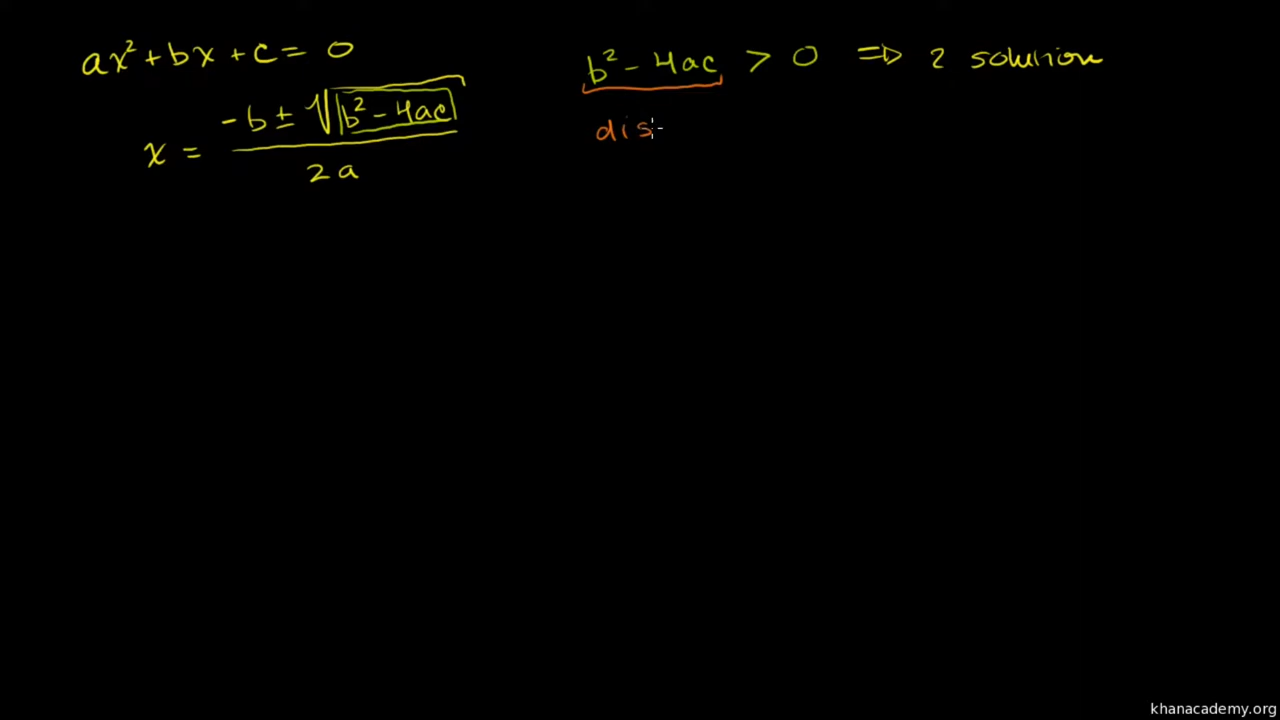 ax² + bx + c = 0
x = (-b ± √(b² - 4ac)) / 2a
b² - 4ac > 0 ⇒ 2 solution
dis
khanacademy.org